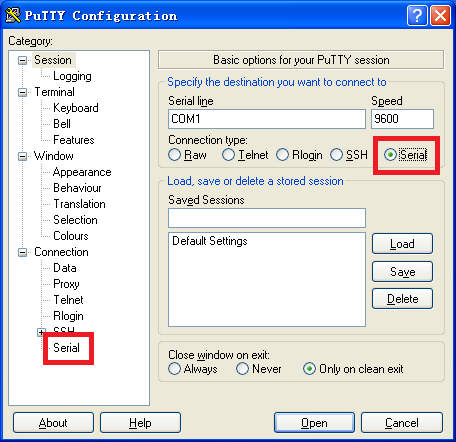 PuTTY Configuration
Category:
Session
Logging
Terminal
Keyboard
Bell
Features
Window
Appearance
Behaviour
Translation
Selection
Colours
Connection
Data
Proxy
Telnet
Rlogin
SSH
Serial
Basic options for your PuTTY session
Specify the destination you want to connect to
Serial line Speed
COM1 9600
Connection type:
Raw Telnet Rlogin SSH Serial
Load, save or delete a stored session
Saved Sessions
Default Settings
Load
Save
Delete
Close window on exit:
Always Never Only on clean exit
About Help Open Cancel